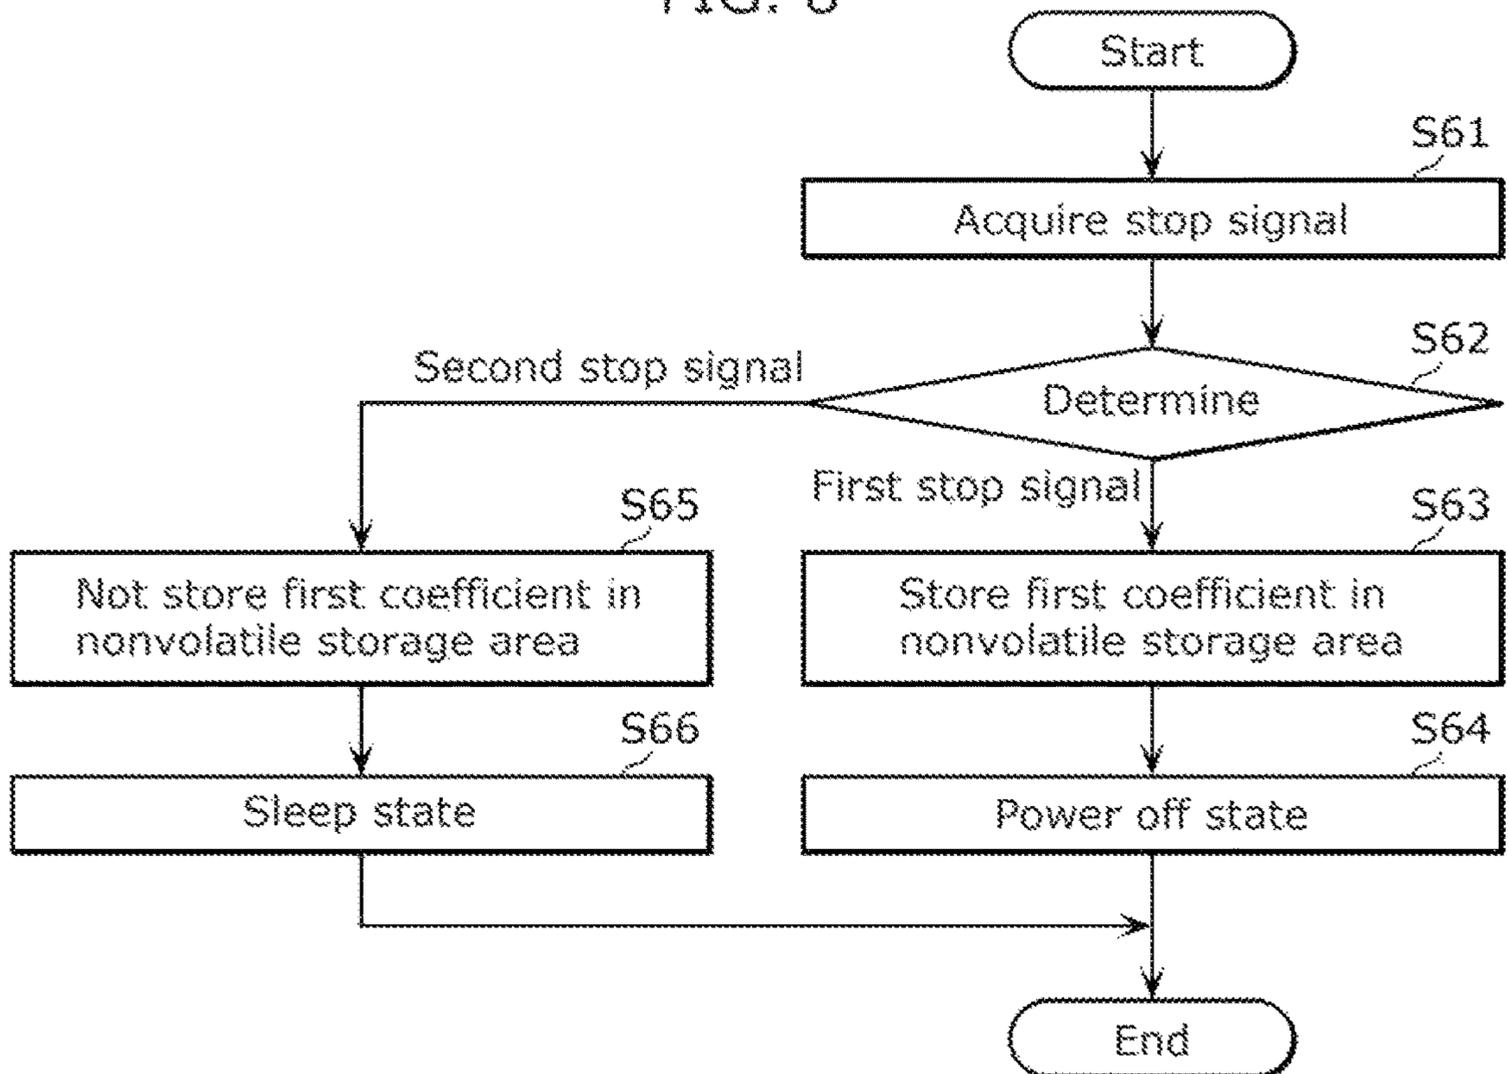 Start
S61
Acquire stop signal
S62
Second stop signal
Determine
First stop signal
S65
S63
Not store first coefficient in
nonvolatile storage area
Store first coefficient in
nonvolatile storage area
S66
S64
Sleep state
Power off state
End